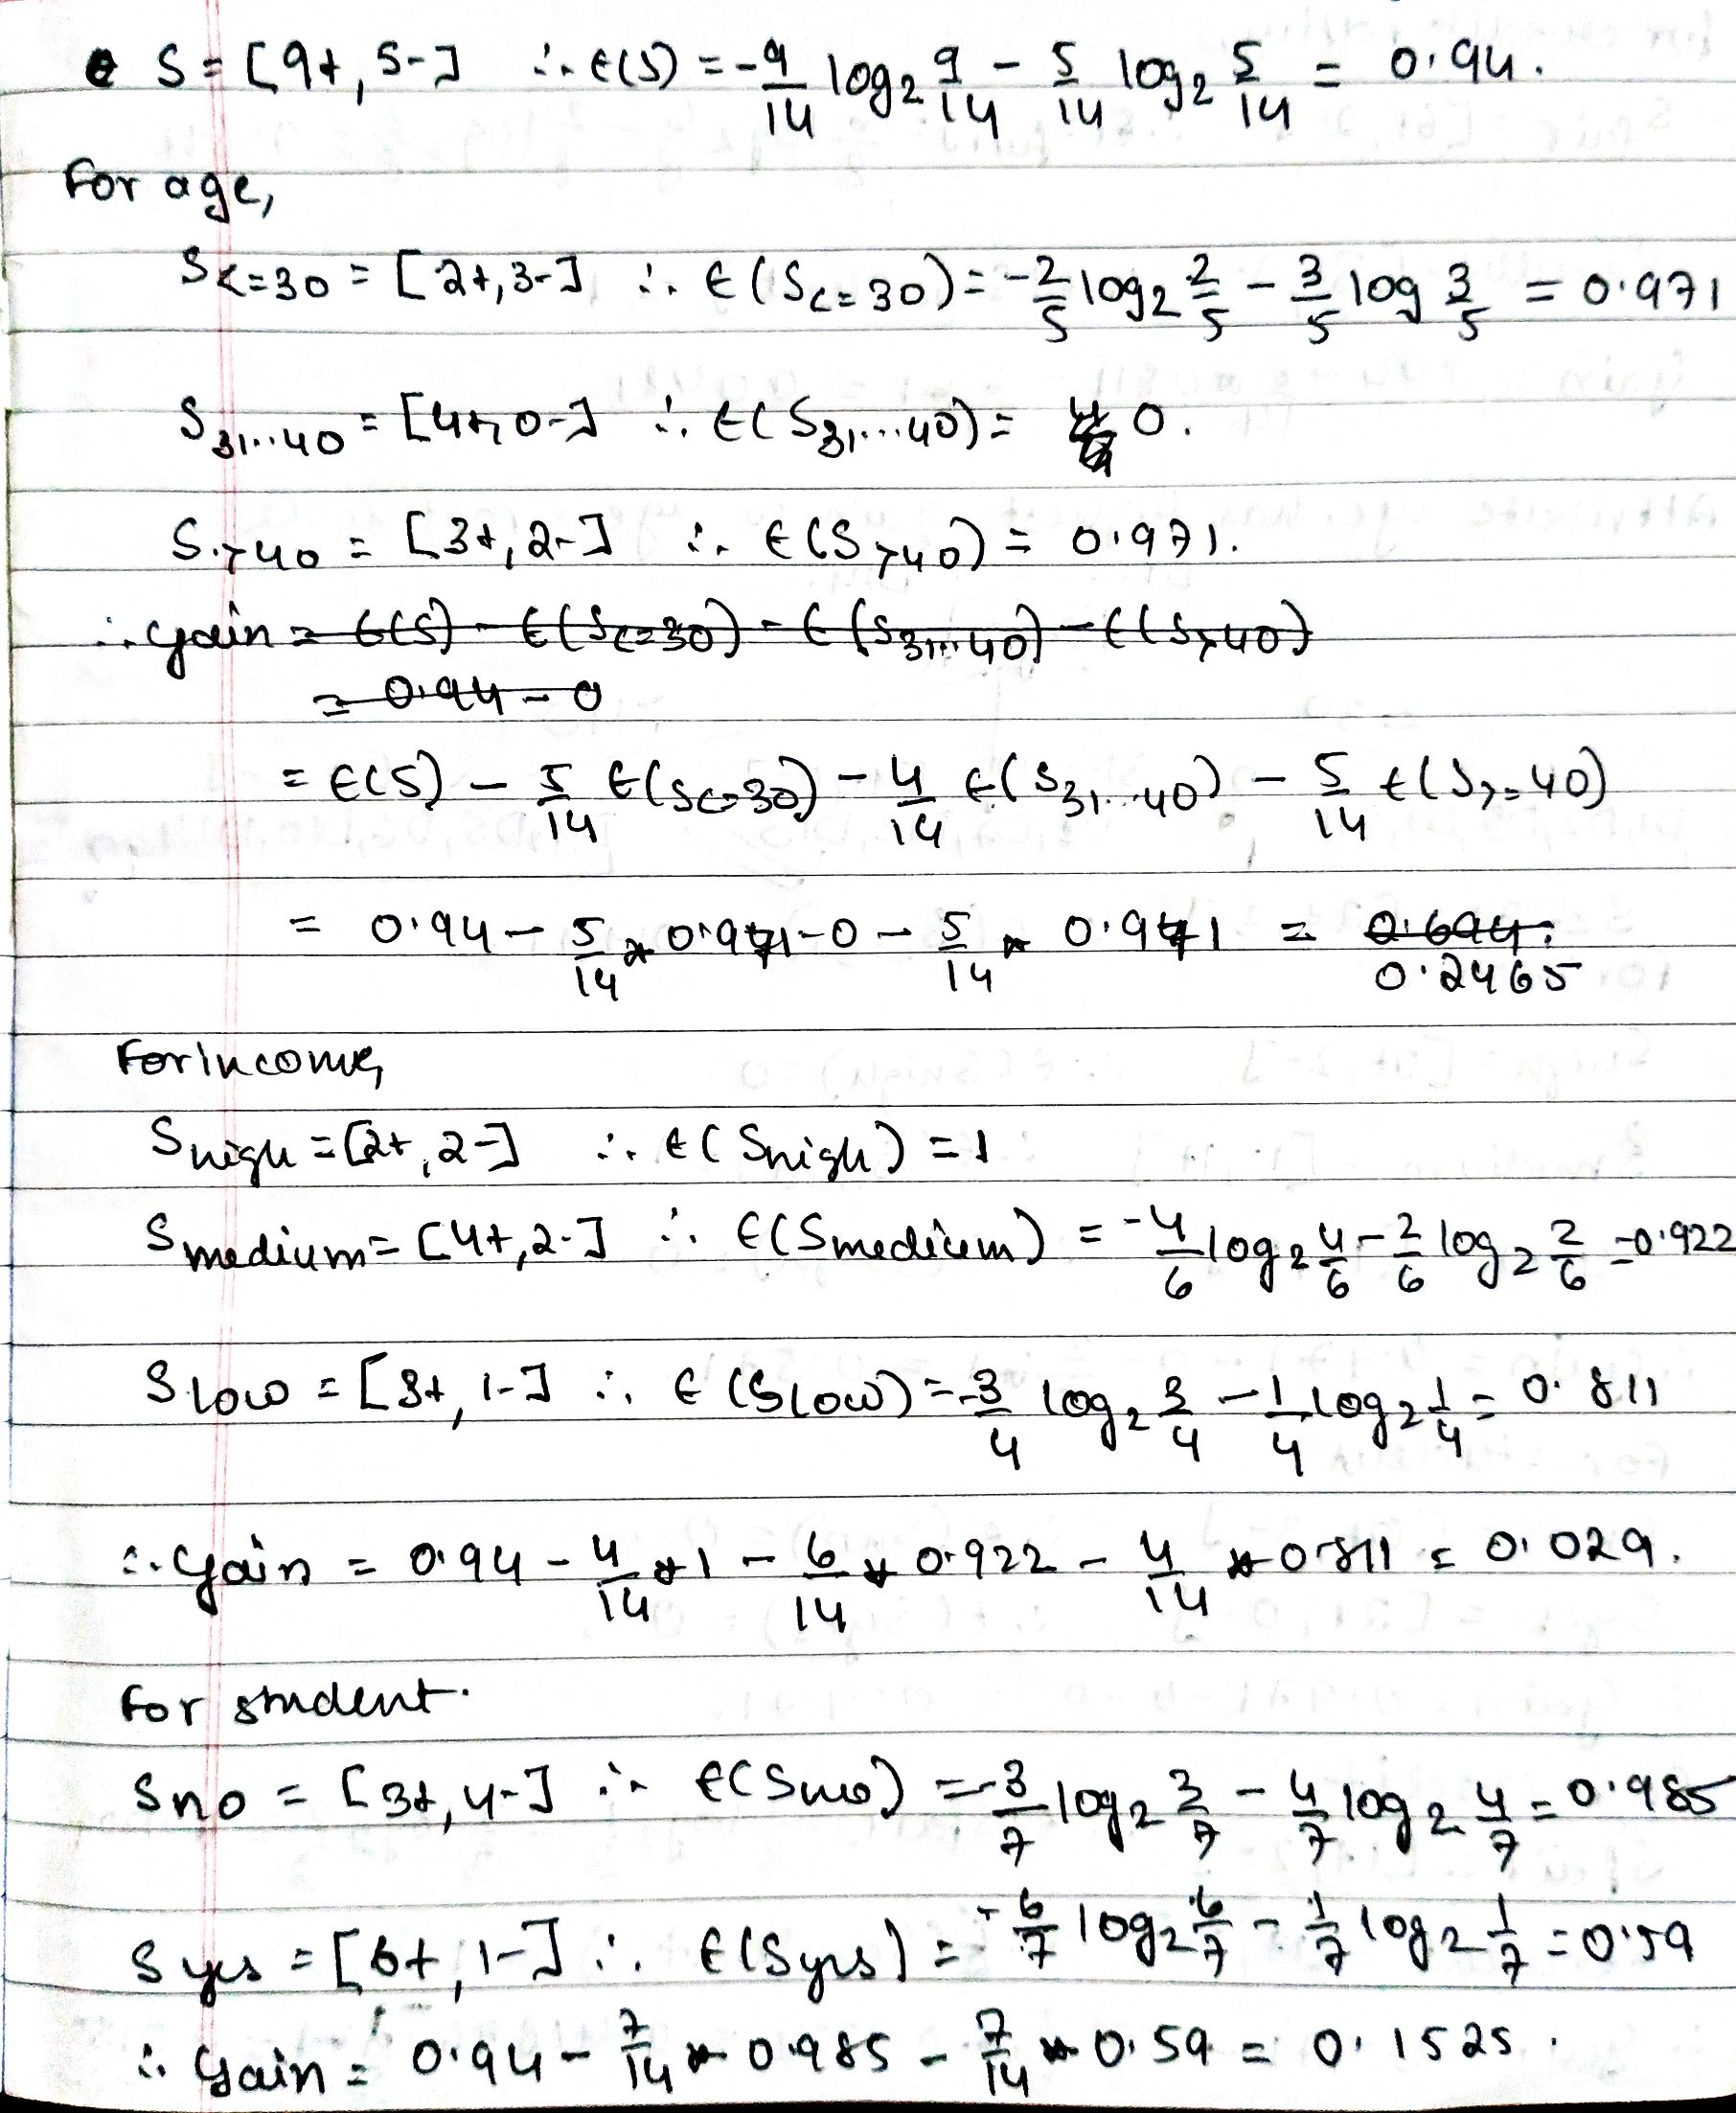 S = [9+, 5-] ∴ E(S) = -9/14 log2 9/14 - 5/14 log2 5/14 = 0.94.
For age,
S<=30 = [2+, 3-] ∴ E(S<=30) = -2/5 log2 2/5 - 3/5 log 3/5 = 0.971
S31...40 = [4+, 0-] ∴ E(S31...40) = 0.
S>40 = [3+, 2-] ∴ E(S>40) = 0.971.
∴ Gain = E(S) - E(S<=30) - E(S31...40) - E(S>40)
= 0.94 - 0
= E(S) - 5/14 E(S<=30) - 4/14 E(S31...40) - 5/14 E(S>=40)
= 0.94 - 5/14 * 0.971 - 0 - 5/14 * 0.971 = 0.694.
0.2465
For income,
Shigh = [2+, 2-] ∴ E(Shigh) = 1
Smedium = [4+, 2-] ∴ E(Smedium) = -4/6 log2 4/6 - 2/6 log2 2/6 = 0.922
Slow = [3+, 1-] ∴ E(Slow) = -3/4 log2 3/4 - 1/4 log2 1/4 = 0.811
∴ Gain = 0.94 - 4/14 * 1 - 6/14 * 0.922 - 4/14 * 0.811 = 0.029.
For student.
Sno = [3+, 4-] ∴ E(Sno) = -3/7 log2 3/7 - 4/7 log2 4/7 = 0.985
Syes = [6+, 1-] ∴ E(Syes) = -6/7 log2 6/7 - 1/7 log2 1/7 = 0.59
∴ Gain = 0.94 - 7/14 * 0.985 - 7/14 * 0.59 = 0.1525.